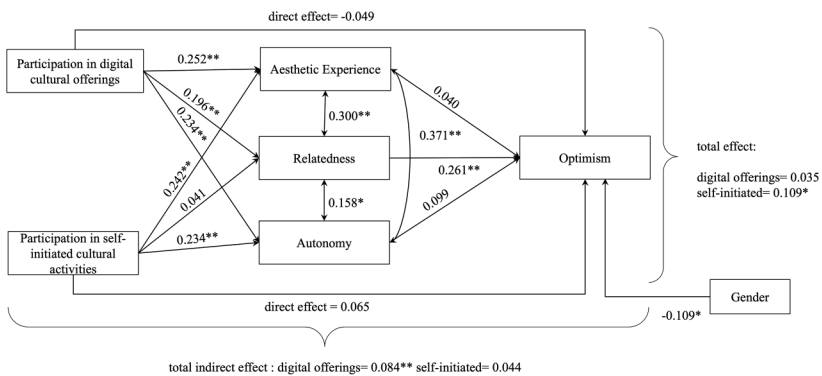 direct effect= -0.049
Participation in digital
cultural offerings
0.252**
0.196**
0.234**
Aesthetic Experience
0.300**
0.040
0.371**
Relatedness
0.261**
Optimism
total effect:
digital offerings= 0.035
self-initiated= 0.109*
0.242**
0.041
0.158*
0.099
Participation in self-
initiated cultural
activities
0.234**
Autonomy
direct effect = 0.065
Gender
-0.109*
total indirect effect : digital offerings= 0.084** self-initiated= 0.044